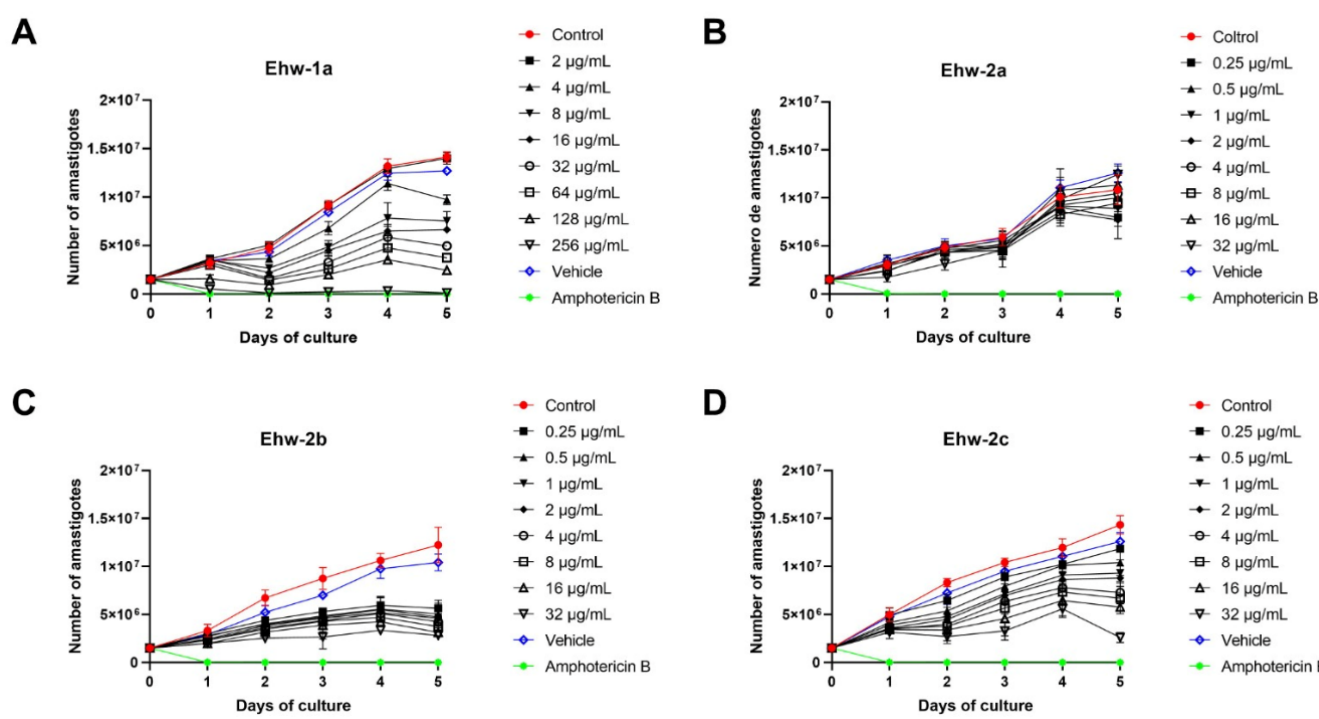 A
Ehw-1a
Number of amastigotes
2×10⁷
1.5×10⁷
1×10⁷
5×10⁶
0
0 1 2 3 4 5
Days of culture
Control
2 µg/mL
4 µg/mL
8 µg/mL
16 µg/mL
32 µg/mL
64 µg/mL
128 µg/mL
256 µg/mL
Vehicle
Amphotericin B
B
Ehw-2a
Numero de amastigotes
2×10⁷
1.5×10⁷
1×10⁷
5×10⁶
0
0 1 2 3 4 5
Days of culture
Coltrol
0.25 µg/mL
0.5 µg/mL
1 µg/mL
2 µg/mL
4 µg/mL
8 µg/mL
16 µg/mL
32 µg/mL
Vehicle
Amphotericin B
C
Ehw-2b
Number of amastigotes
2×10⁷
1.5×10⁷
1×10⁷
5×10⁶
0
0 1 2 3 4 5
Days of culture
Control
0.25 µg/mL
0.5 µg/mL
1 µg/mL
2 µg/mL
4 µg/mL
8 µg/mL
16 µg/mL
32 µg/mL
Vehicle
Amphotericin B
D
Ehw-2c
Number of amastigotes
2×10⁷
1.5×10⁷
1×10⁷
5×10⁶
0
0 1 2 3 4 5
Days of culture
Control
0.25 µg/mL
0.5 µg/mL
1 µg/mL
2 µg/mL
4 µg/mL
8 µg/mL
16 µg/mL
32 µg/mL
Vehicle
Amphotericin B